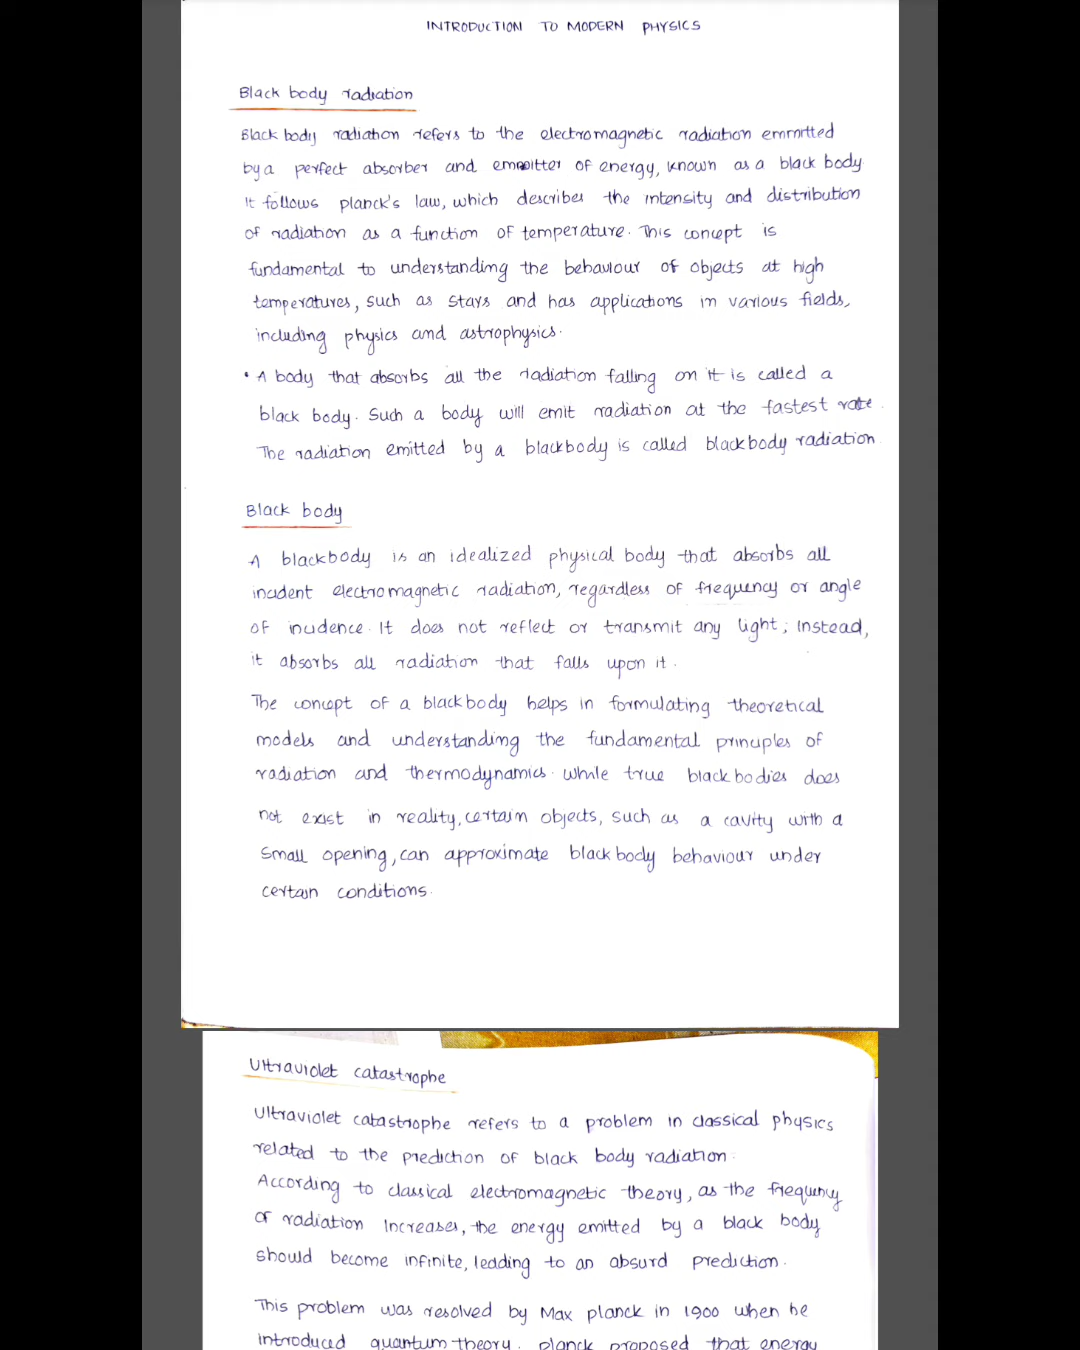 INTRODUCTION TO MODERN PHYSICS
Black body radiation
Black body radiation refers to the electromagnetic radiation emmitted
by a perfect absorber and emitter of energy, known as a black body.
It follows planck's law, which describes the intensity and distribution
of radiation as a function of temperature. This concept is
fundamental to understanding the behaviour of objects at high
temperatures, such as stars and has applications in various fields,
including physics and astrophysics.
• A body that absorbs all the radiation falling on it is called a
black body. Such a body will emit radiation at the fastest rate.
The radiation emitted by a blackbody is called blackbody radiation.
Black body
A blackbody is an idealized physical body that absorbs all
incident electromagnetic radiation, regardless of frequency or angle
of incidence. It does not reflect or transmit any light; Instead,
it absorbs all radiation that falls upon it.
The concept of a blackbody helps in formulating theoretical
models and understanding the fundamental principles of
radiation and thermodynamics. While true blackbodies does
not exist in reality, certain objects, such as a cavity with a
small opening, can approximate blackbody behaviour under
certain conditions.
Ultraviolet catastrophe
Ultraviolet catastrophe refers to a problem in classical physics
related to the prediction of black body radiation.
According to classical electromagnetic theory, as the frequency
of radiation increases, the energy emitted by a black body
should become infinite, leading to an absurd prediction.
This problem was resolved by Max planck in 1900 when he
introduced quantum theory. planck proposed that energy